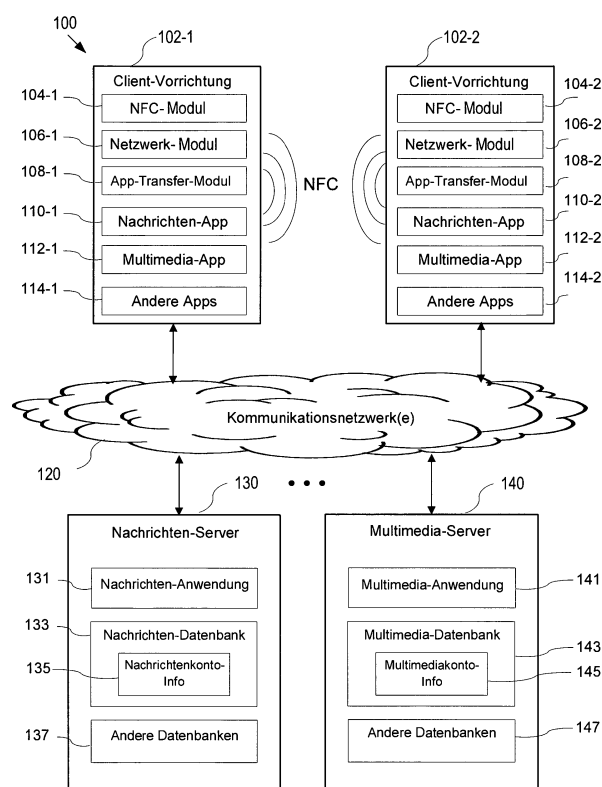 100
102-1
102-2
Client-Vorrichtung
Client-Vorrichtung
104-1
NFC-Modul
NFC-Modul
104-2
106-1
Netzwerk-Modul
Netzwerk-Modul
106-2
108-1
App-Transfer-Modul
NFC
App-Transfer-Modul
108-2
110-1
Nachrichten-App
Nachrichten-App
110-2
112-1
Multimedia-App
Multimedia-App
112-2
114-1
Andere Apps
Andere Apps
114-2
Kommunikationsnetzwerk(e)
120
130
140
Nachrichten-Server
Multimedia-Server
131
Nachrichten-Anwendung
Multimedia-Anwendung
141
133
Nachrichten-Datenbank
Multimedia-Datenbank
143
135
Nachrichtenkonto-
Info
Multimediakonto-
Info
145
137
Andere Datenbanken
Andere Datenbanken
147